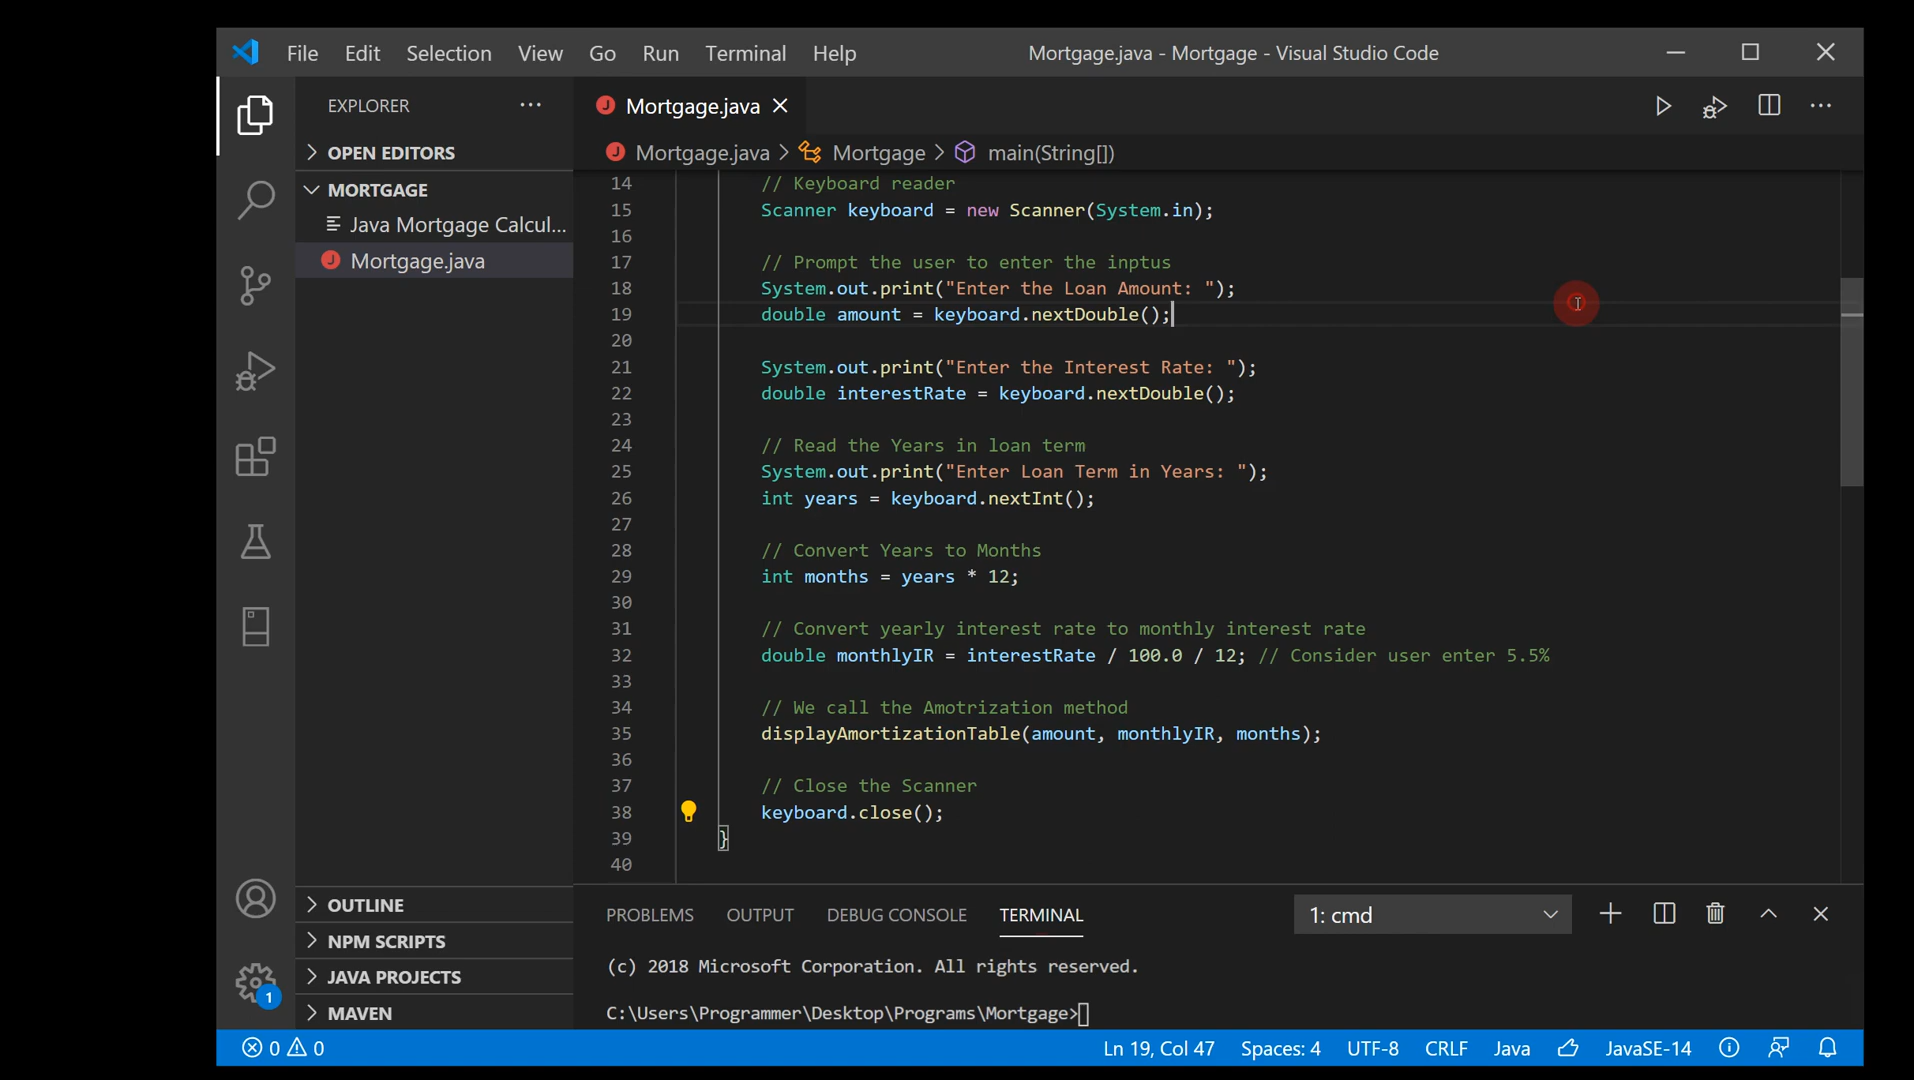 File Edit Selection View Go Run Terminal Help Mortgage.java - Mortgage - Visual Studio Code
EXPLORER
Mortgage.java
OPEN EDITORS
MORTGAGE
Java Mortgage Calcul...
Mortgage.java
OUTLINE
NPM SCRIPTS
JAVA PROJECTS
MAVEN
1
Mortgage.java > Mortgage > main(String[])
14 // Keyboard reader
15 Scanner keyboard = new Scanner(System.in);
16
17 // Prompt the user to enter the inptus
18 System.out.print("Enter the Loan Amount: ");
19 double amount = keyboard.nextDouble();
20
21 System.out.print("Enter the Interest Rate: ");
22 double interestRate = keyboard.nextDouble();
23
24 // Read the Years in loan term
25 System.out.print("Enter Loan Term in Years: ");
26 int years = keyboard.nextInt();
27
28 // Convert Years to Months
29 int months = years * 12;
30
31 // Convert yearly interest rate to monthly interest rate
32 double monthlyIR = interestRate / 100.0 / 12; // Consider user enter 5.5%
33
34 // We call the Amotrization method
35 displayAmortizationTable(amount, monthlyIR, months);
36
37 // Close the Scanner
38 keyboard.close();
39 }
40
PROBLEMS OUTPUT DEBUG CONSOLE TERMINAL 1: cmd
(c) 2018 Microsoft Corporation. All rights reserved.
C:\Users\Programmer\Desktop\Programs\Mortgage>
0 0 Ln 19, Col 47 Spaces: 4 UTF-8 CRLF Java JavaSE-14